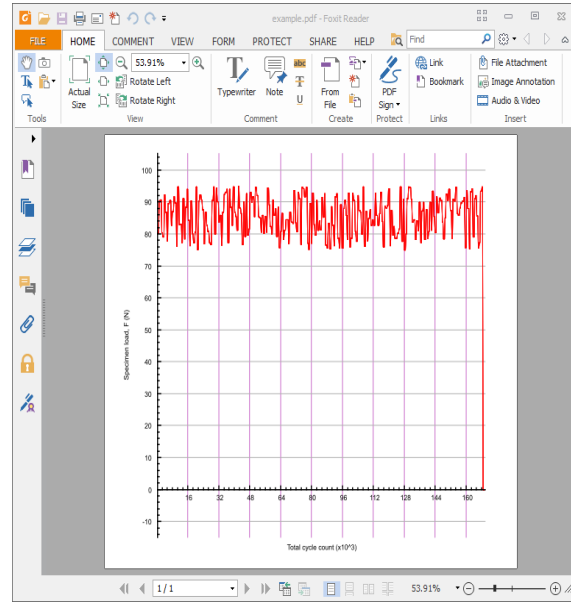 example.pdf - Foxit Reader
FILE HOME COMMENT VIEW FORM PROTECT SHARE HELP Find
Actual Size
53.91%
Rotate Left
Rotate Right
Typewriter
Note
abc
T
U
From File
PDF Sign
Link
Bookmark
File Attachment
Image Annotation
Audio & Video
Tools View Comment Create Protect Links Insert
100
90
80
70
60
50
40
30
20
10
0
-10
16 32 48 64 80 96 112 128 144 160
Specimen load, F (N)
Total cycle count (x10^3)
1 / 1
53.91%